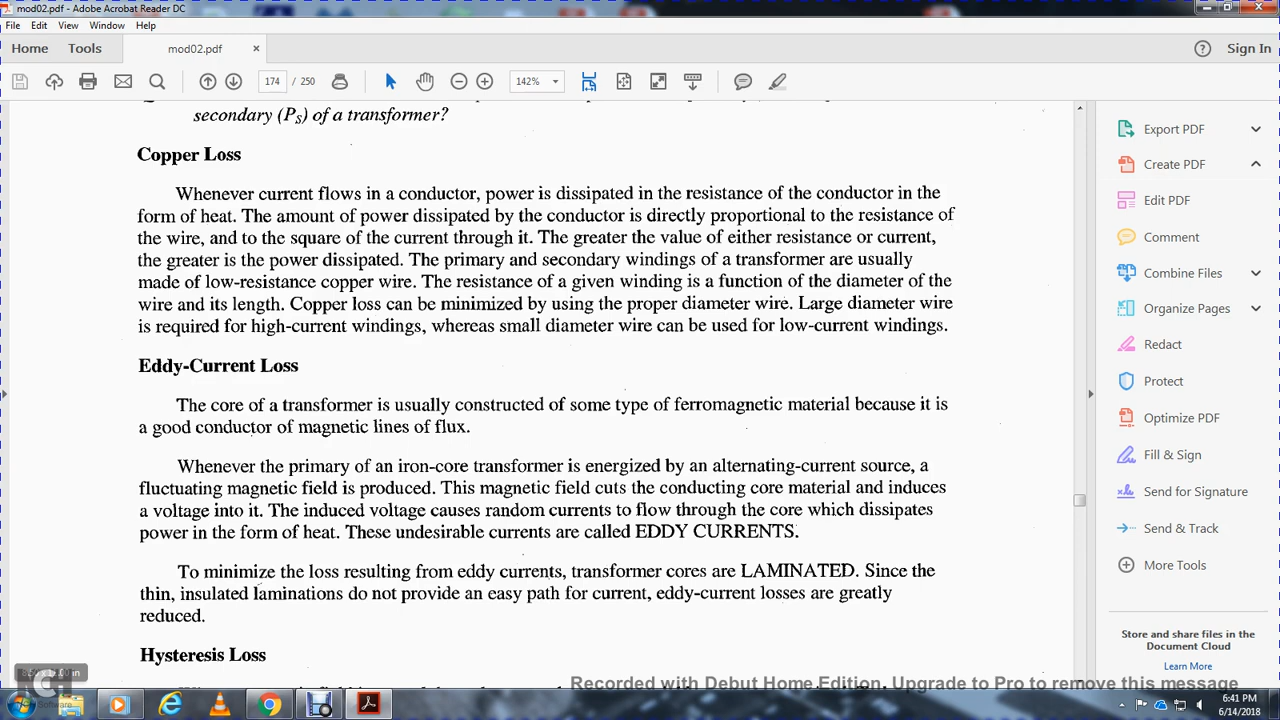 mod02.pdf - Adobe Acrobat Reader DC
File Edit View Window Help
Home Tools mod02.pdf × Sign In
174 / 250 142%
secondary (PS) of a transformer?
Copper Loss
Whenever current flows in a conductor, power is dissipated in the resistance of the conductor in the
form of heat. The amount of power dissipated by the conductor is directly proportional to the resistance of
the wire, and to the square of the current through it. The greater the value of either resistance or current,
the greater is the power dissipated. The primary and secondary windings of a transformer are usually
made of low-resistance copper wire. The resistance of a given winding is a function of the diameter of the
wire and its length. Copper loss can be minimized by using the proper diameter wire. Large diameter wire
is required for high-current windings, whereas small diameter wire can be used for low-current windings.
Eddy-Current Loss
The core of a transformer is usually constructed of some type of ferromagnetic material because it is
a good conductor of magnetic lines of flux.
Whenever the primary of an iron-core transformer is energized by an alternating-current source, a
fluctuating magnetic field is produced. This magnetic field cuts the conducting core material and induces
a voltage into it. The induced voltage causes random currents to flow through the core which dissipates
power in the form of heat. These undesirable currents are called EDDY CURRENTS.
To minimize the loss resulting from eddy currents, transformer cores are LAMINATED. Since the
thin, insulated laminations do not provide an easy path for current, eddy-current losses are greatly
reduced.
Hysteresis Loss
Export PDF
Create PDF
Edit PDF
Comment
Combine Files
Organize Pages
Redact
Protect
Optimize PDF
Fill & Sign
Send for Signature
Send & Track
More Tools
Store and share files in the
Document Cloud
Learn More
Recorded with Debut Home Edition. Upgrade to Pro to remove this message
Software
6:41 PM
6/14/2018